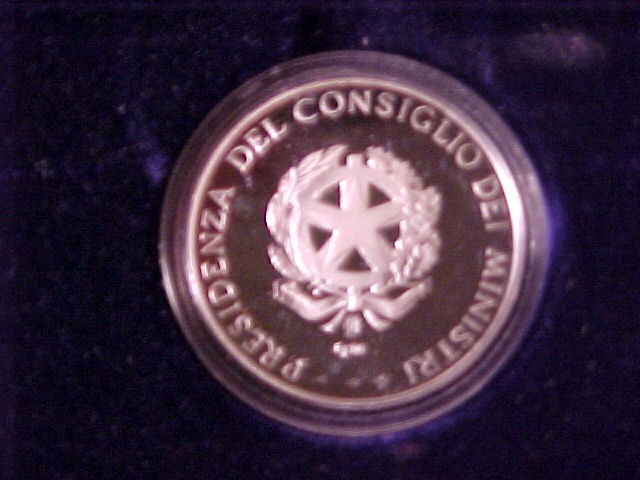 PRESIDENZA DEL CONSIGLIO DEI MINISTRI